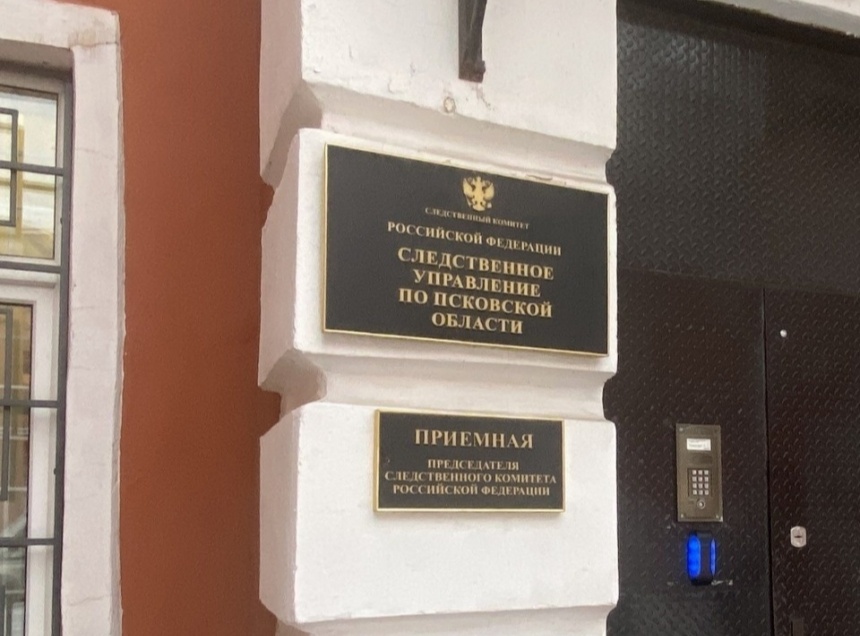 СЛЕДСТВЕННЫЙ КОМИТЕТ
РОССИЙСКОЙ ФЕДЕРАЦИИ
СЛЕДСТВЕННОЕ
УПРАВЛЕНИЕ
ПО ПСКОВСКОЙ
ОБЛАСТИ
ПРИЕМНАЯ
ПРЕДСЕДАТЕЛЯ
СЛЕДСТВЕННОГО КОМИТЕТА
РОССИЙСКОЙ ФЕДЕРАЦИИ